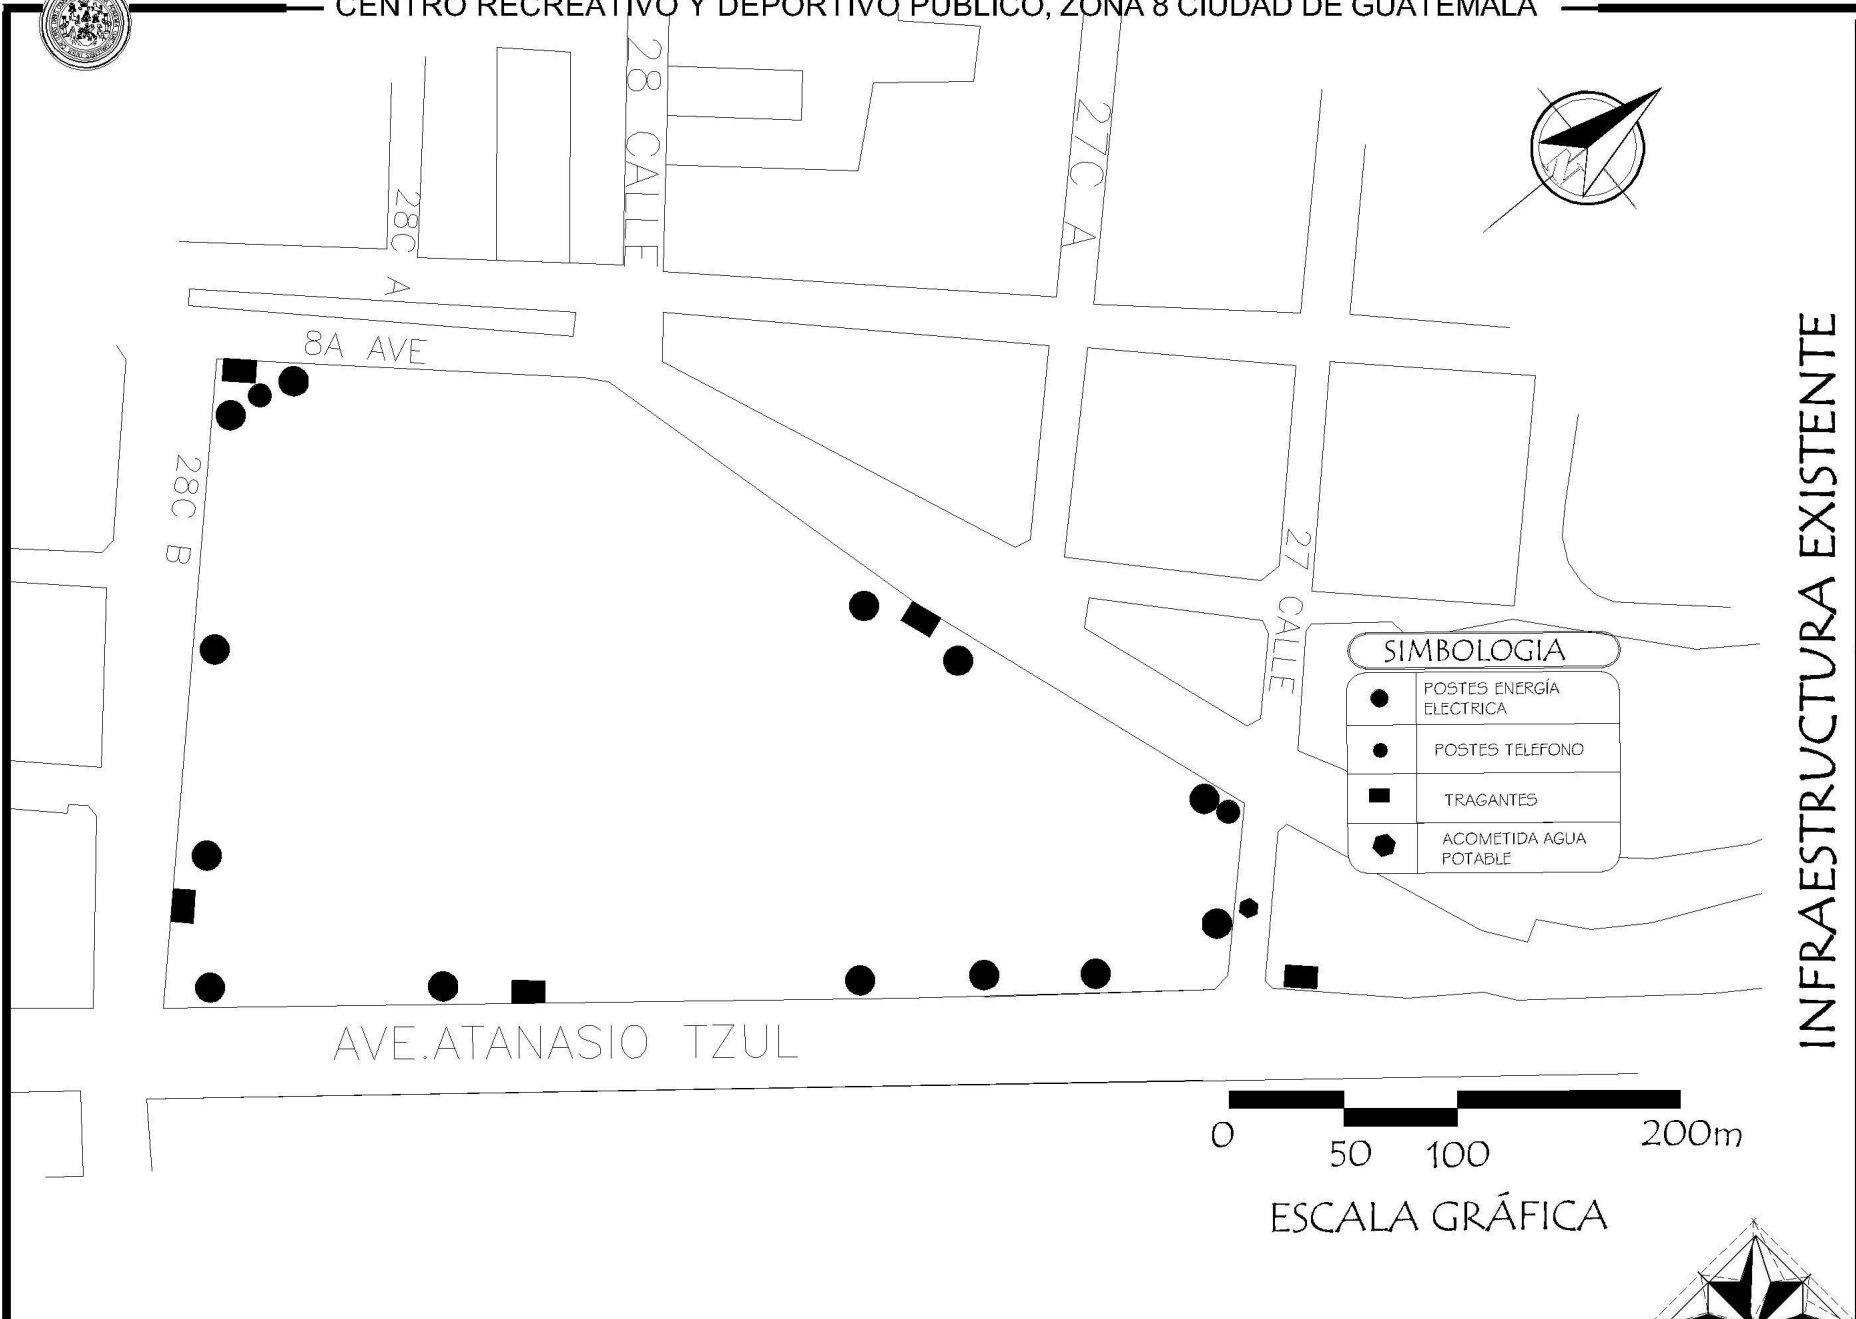 CENTRO RECREATIVO Y DEPORTIVO PÚBLICO, ZONA 8 CIUDAD DE GUATEMALA
28 CALLE
27C A
28C A
8A AVE
28C B
27 CALLE
INFRAESTRUCTURA EXISTENTE
SIMBOLOGIA
POSTES ENERGÍA
ELECTRICA
POSTES TELEFONO
TRAGANTES
ACOMETIDA AGUA
POTABLE
AVE.ATANASIO TZUL
0 50 100 200m
ESCALA GRÁFICA